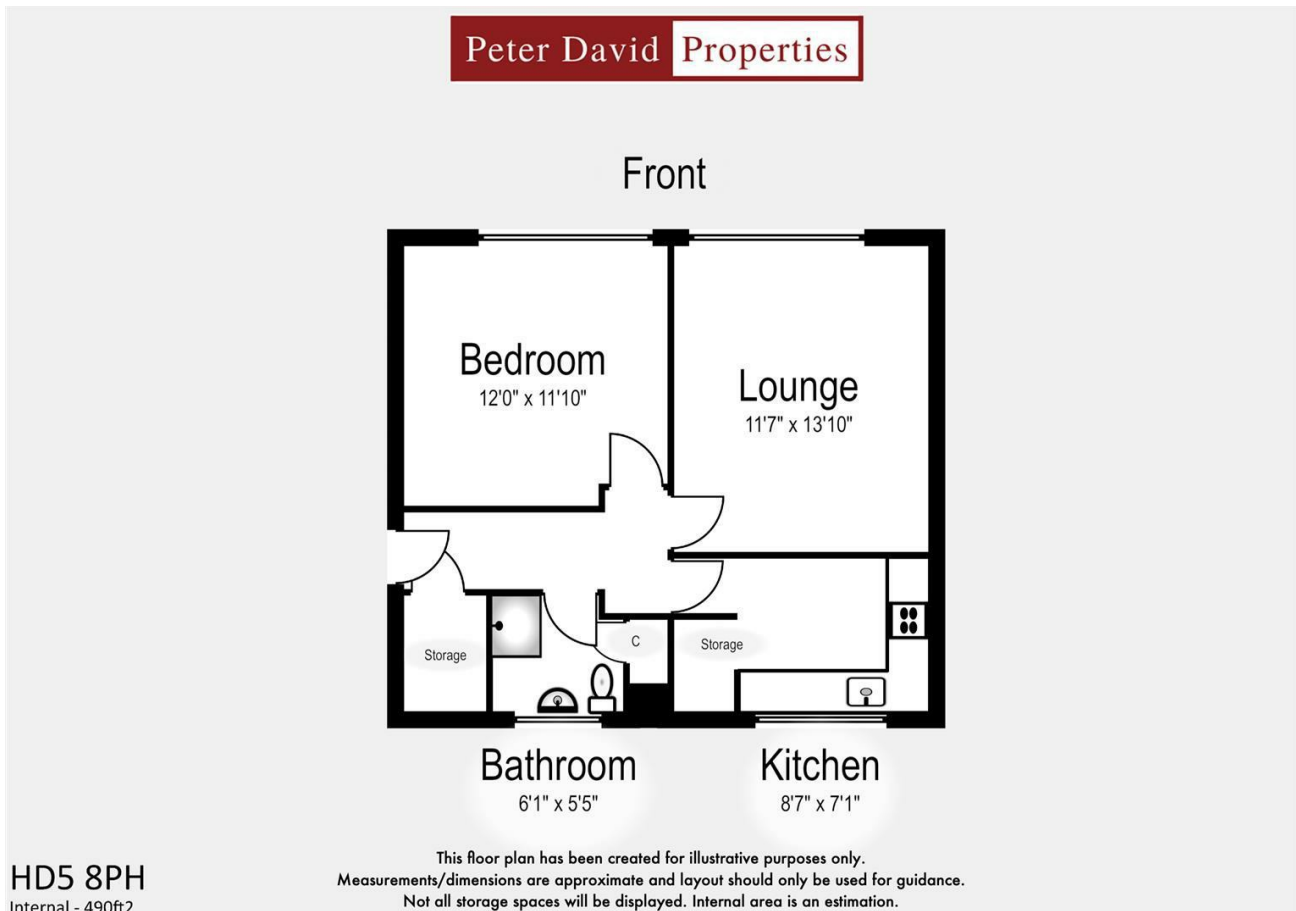 Peter David Properties
Front
Bedroom
12'0" x 11'10"
Lounge
11'7" x 13'10"
Storage
C
Storage
Bathroom
6'1" x 5'5"
Kitchen
8'7" x 7'1"
This floor plan has been created for illustrative purposes only.
Measurements/dimensions are approximate and layout should only be used for guidance.
Not all storage spaces will be displayed. Internal area is an estimation.
HD5 8PH
Internal - 490ft2